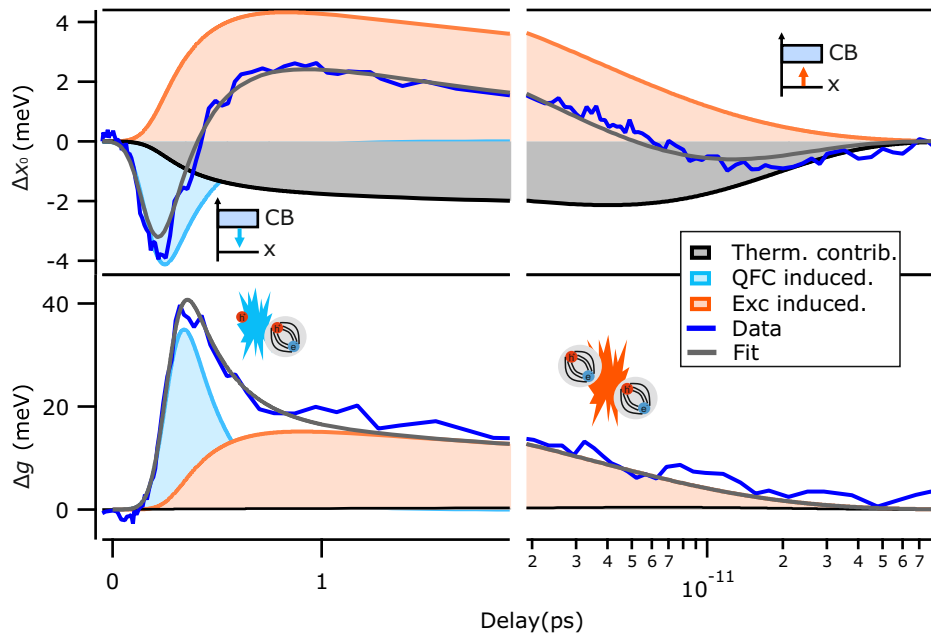 4
2
0
-2
-4
Δx₀ (meV)
CB
x
CB
x
Therm. contrib.
QFC induced.
Exc induced.
Data
Fit
40
20
0
Δg (meV)
h
h
e
h
e
h
e
0
1
2
3
4
5
6
7
10⁻¹¹
2
3
4
5
6
7
Delay(ps)